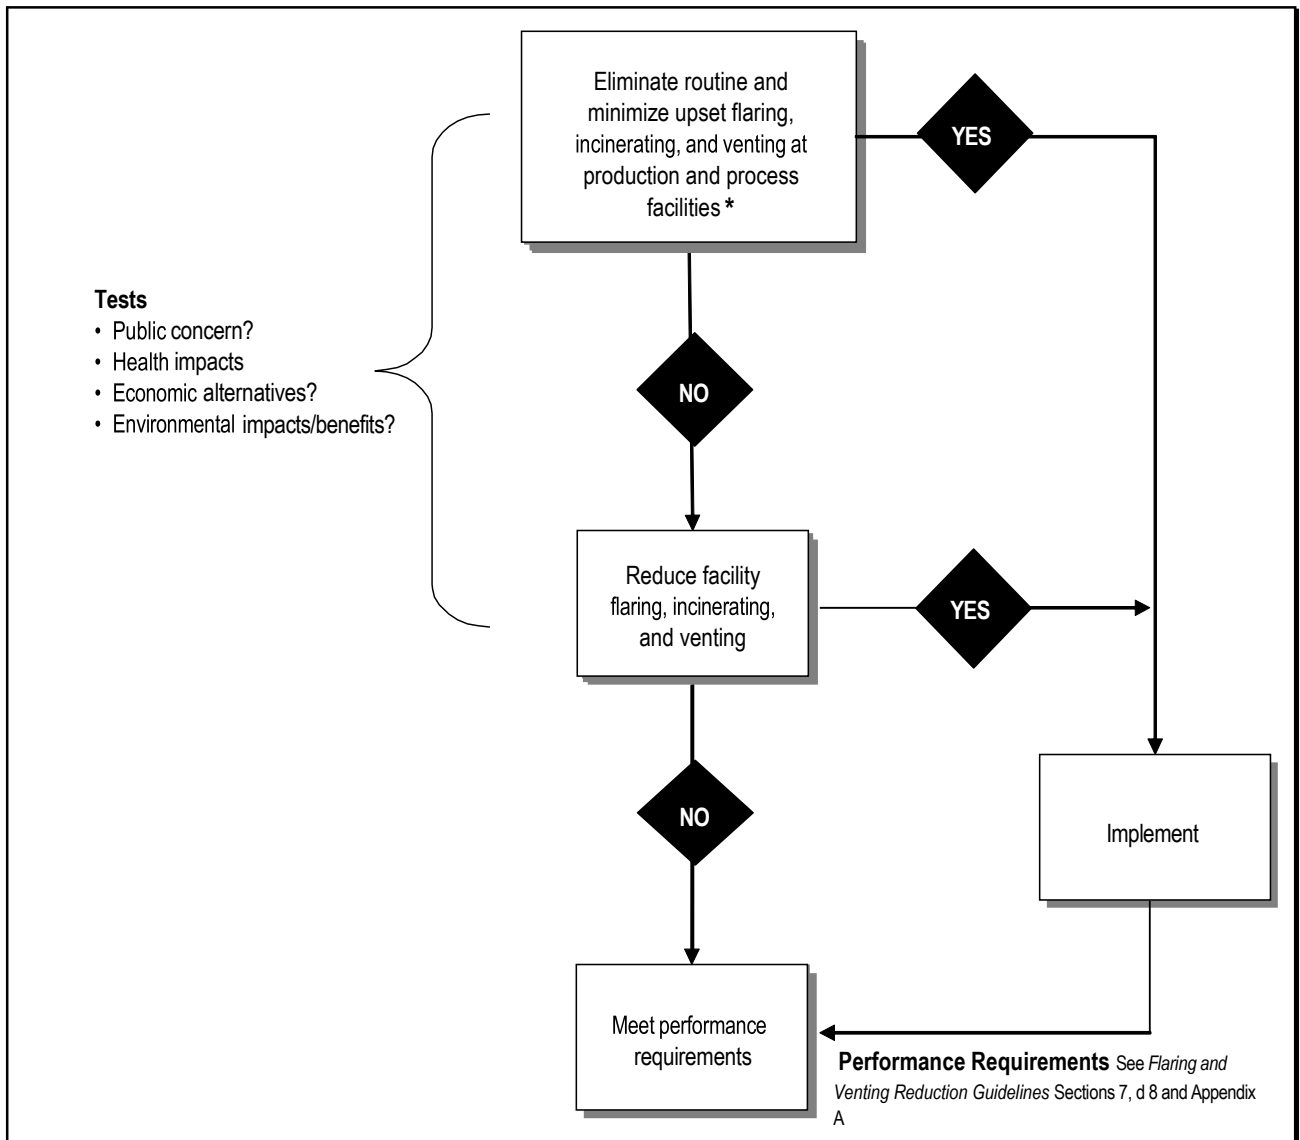 Eliminate routine and
minimize upset flaring,
incinerating, and venting at
production and process
facilities *
YES
Tests
• Public concern?
• Health impacts
• Economic alternatives?
• Environmental impacts/benefits?
NO
Reduce facility
flaring, incinerating,
and venting
YES
NO
Implement
Meet performance
requirements
Performance Requirements See Flaring and
Venting Reduction Guidelines Sections 7, d 8 and Appendix
A